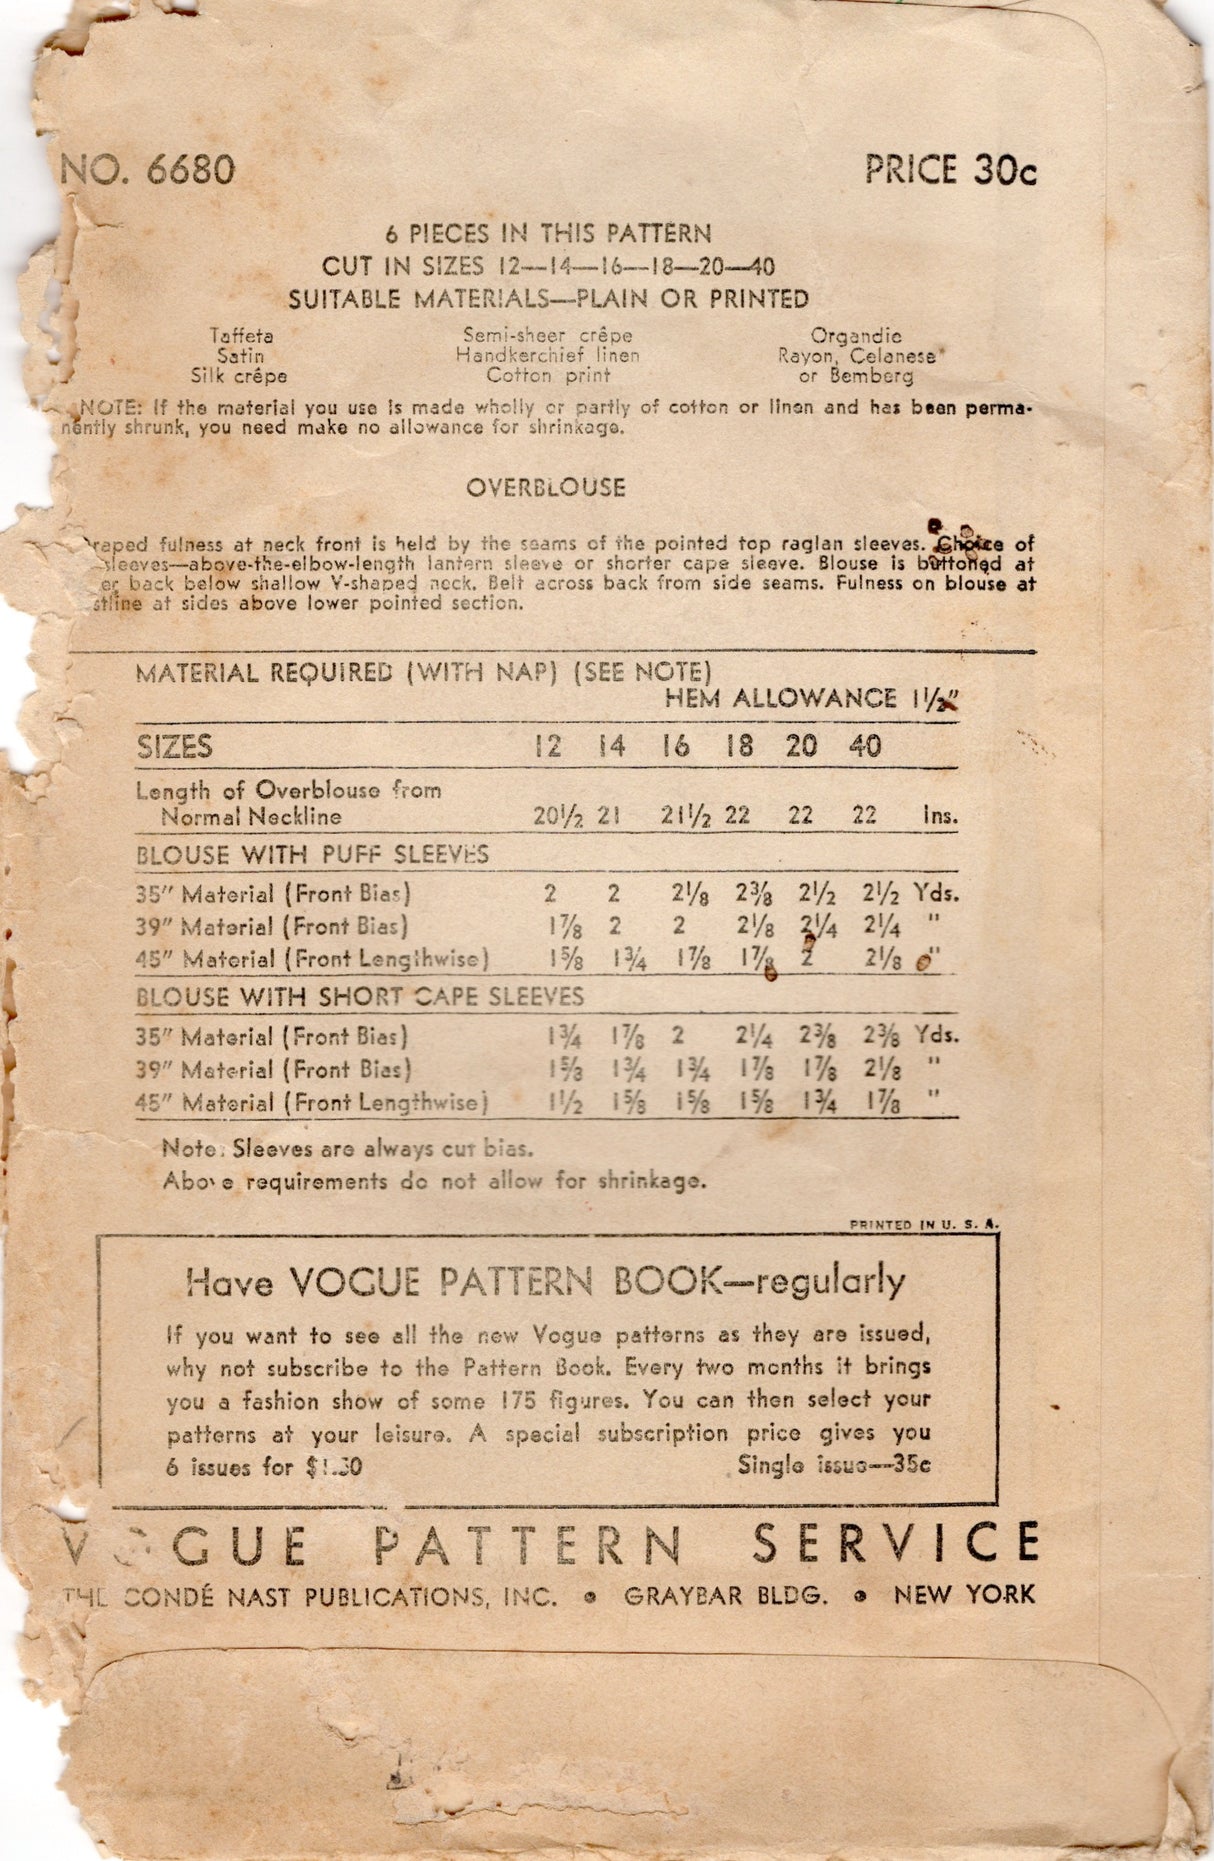 NO. 6680 PRICE 30c
6 PIECES IN THIS PATTERN
CUT IN SIZES 12—14—16—18—20—40
SUITABLE MATERIALS—PLAIN OR PRINTED
Taffeta Semi-sheer crêpe Organdie
Satin Handkerchief linen Rayon, Celanese
Silk crêpe Cotton print or Bemberg
NOTE: If the material you use is made wholly or partly of cotton or linen and has been perma-
nently shrunk, you need make no allowance for shrinkage.
OVERBLOUSE
raped fulness at neck front is held by the seams of the pointed top raglan sleeves. Choice of
sleeves—above-the-elbow-length lantern sleeve or shorter cape sleeve. Blouse is buttoned at
er back below shallow V-shaped neck. Belt across back from side seams. Fulness on blouse at
stline at sides above lower pointed section.
MATERIAL REQUIRED (WITH NAP) (SEE NOTE)
HEM ALLOWANCE 1½"
SIZES 12 14 16 18 20 40
Length of Overblouse from
Normal Neckline 20½ 21 21½ 22 22 22 Ins.
BLOUSE WITH PUFF SLEEVES
35" Material (Front Bias) 2 2 2⅛ 2⅜ 2½ 2½ Yds.
39" Material (Front Bias) 1⅞ 2 2 2⅛ 2¼ 2¼ "
45" Material (Front Lengthwise) 1⅝ 1¾ 1⅞ 1⅞ 2 2⅛ "
BLOUSE WITH SHORT CAPE SLEEVES
35" Material (Front Bias) 1¾ 1⅞ 2 2¼ 2⅜ 2⅜ Yds.
39" Material (Front Bias) 1⅝ 1¾ 1¾ 1⅞ 1⅞ 2⅛ "
45" Material (Front Lengthwise) 1½ 1⅝ 1⅝ 1⅝ 1¾ 1⅞ "
Note: Sleeves are always cut bias.
Above requirements do not allow for shrinkage.
PRINTED IN U. S. A.
Have VOGUE PATTERN BOOK—regularly
If you want to see all the new Vogue patterns as they are issued,
why not subscribe to the Pattern Book. Every two months it brings
you a fashion show of some 175 figures. You can then select your
patterns at your leisure. A special subscription price gives you
6 issues for Single issue—35c
VOGUE PATTERN SERVICE
THE CONDÉ NAST PUBLICATIONS, INC. • GRAYBAR BLDG. • NEW YORK